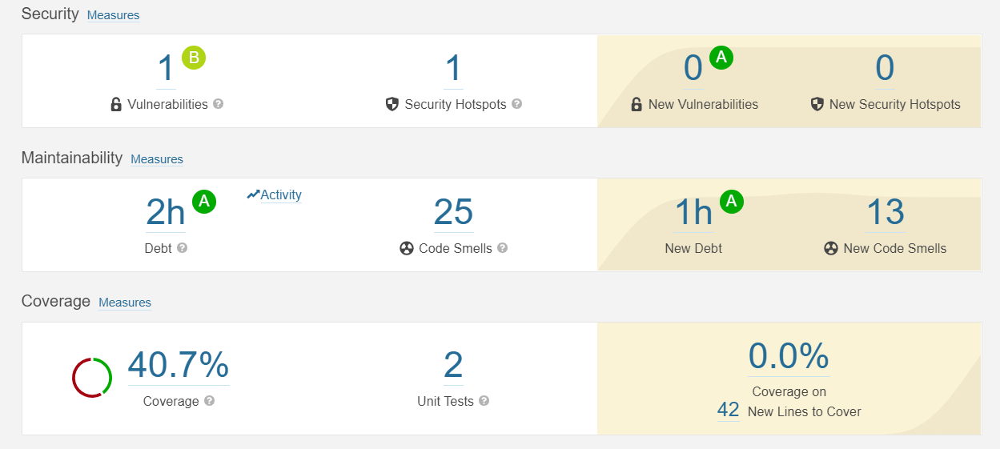 Security Measures
1 B 1 0 A 0
Vulnerabilities ? Security Hotspots ? New Vulnerabilities New Security Hotspots
Maintainability Measures
2h A Activity 25 1h A 13
Debt ? Code Smells ? New Debt New Code Smells
Coverage Measures
40.7% 2 0.0%
Coverage ? Unit Tests ? Coverage on
42 New Lines to Cover